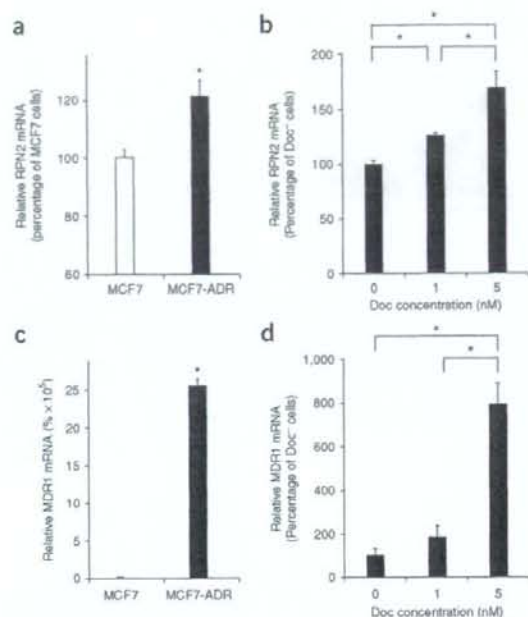 a
Relative RPN2 mRNA
(percentage of MCF7 cells)
120
100
80
60
*
MCF7
MCF7-ADR
b
Relative RPN2 mRNA
(Percentage of Doc⁻ cells)
200
150
100
50
0
*
*
*
0
1
5
Doc concentration (nM)
c
Relative MDR1 mRNA (% × 10⁵)
25
20
15
10
5
0
*
MCF7
MCF7-ADR
d
Relative MDR1 mRNA
(Percentage of Doc⁻ cells)
1,000
800
600
400
200
0
*
*
0
1
5
Doc concentration (nM)